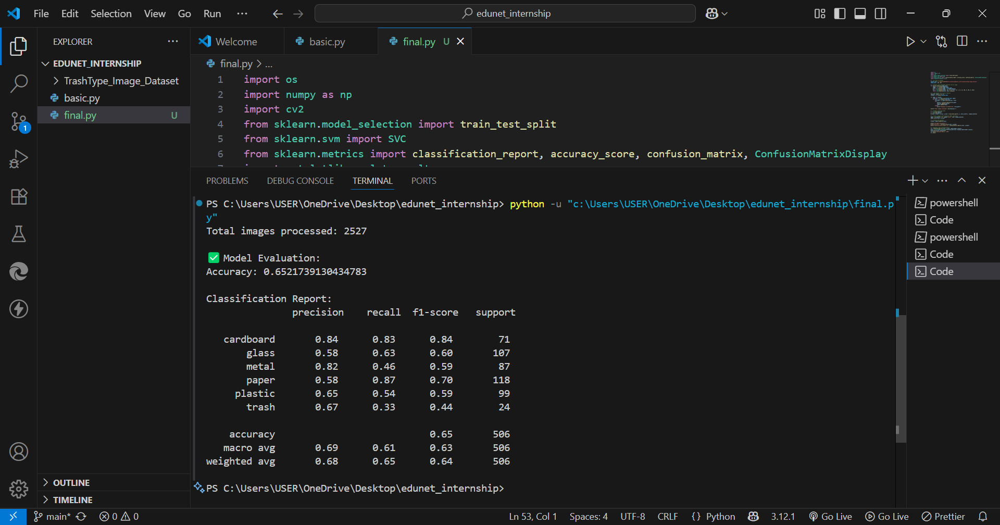 File Edit Selection View Go Run ... edunet_internship
EXPLORER ...
EDUNET_INTERNSHIP
TrashType_Image_Dataset
basic.py
final.py U
1
OUTLINE
TIMELINE
Welcome basic.py final.py U
final.py > ...
1 import os
2 import numpy as np
3 import cv2
4 from sklearn.model_selection import train_test_split
5 from sklearn.svm import SVC
6 from sklearn.metrics import classification_report, accuracy_score, confusion_matrix, ConfusionMatrixDisplay
PROBLEMS DEBUG CONSOLE TERMINAL PORTS
PS C:\Users\USER\OneDrive\Desktop\edunet_internship> python -u "c:\Users\USER\OneDrive\Desktop\edunet_internship\final.p
y"
Total images processed: 2527
✅ Model Evaluation:
Accuracy: 0.6521739130434783
Classification Report:
precision recall f1-score support
cardboard 0.84 0.83 0.84 71
glass 0.58 0.63 0.60 107
metal 0.82 0.46 0.59 87
paper 0.58 0.87 0.70 118
plastic 0.65 0.54 0.59 99
trash 0.67 0.33 0.44 24
accuracy 0.65 506
macro avg 0.69 0.61 0.63 506
weighted avg 0.68 0.65 0.64 506
PS C:\Users\USER\OneDrive\Desktop\edunet_internship>
powershell
Code
powershell
Code
Code
main* 0 0 Ln 53, Col 1 Spaces: 4 UTF-8 CRLF {} Python 3.12.1 Go Live Go Live Prettier